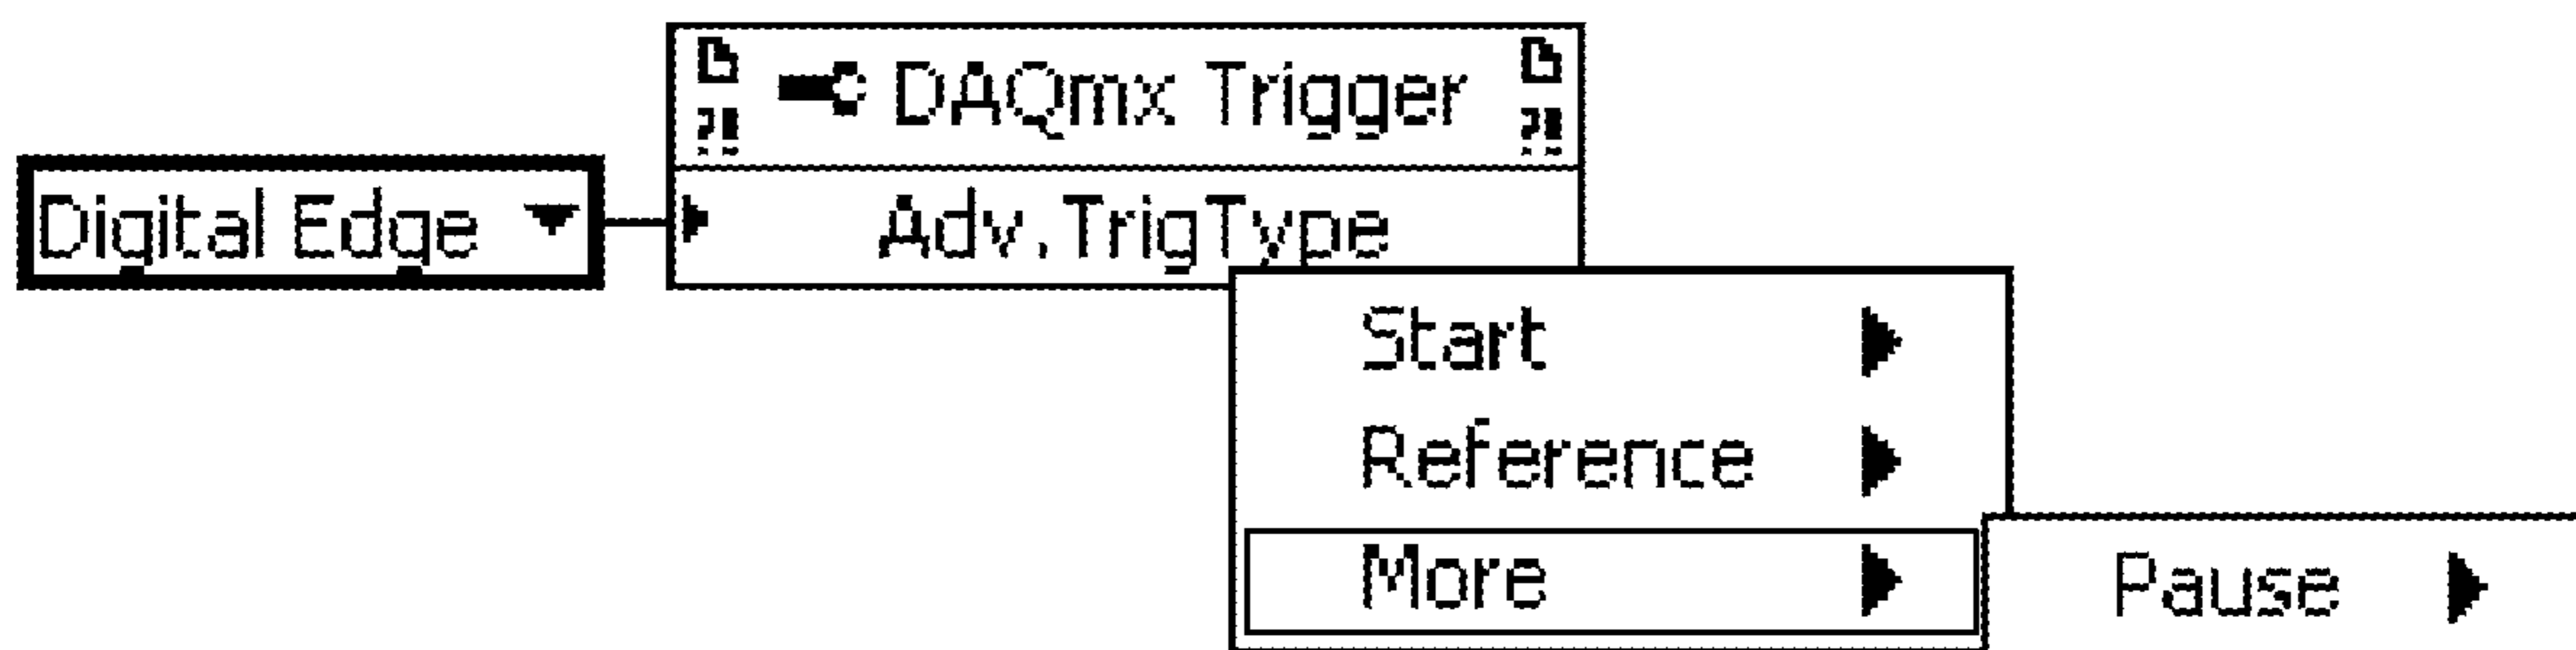 DAQmx Trigger
Digital Edge
Adv.TrigType
Start
Reference
More
Pause